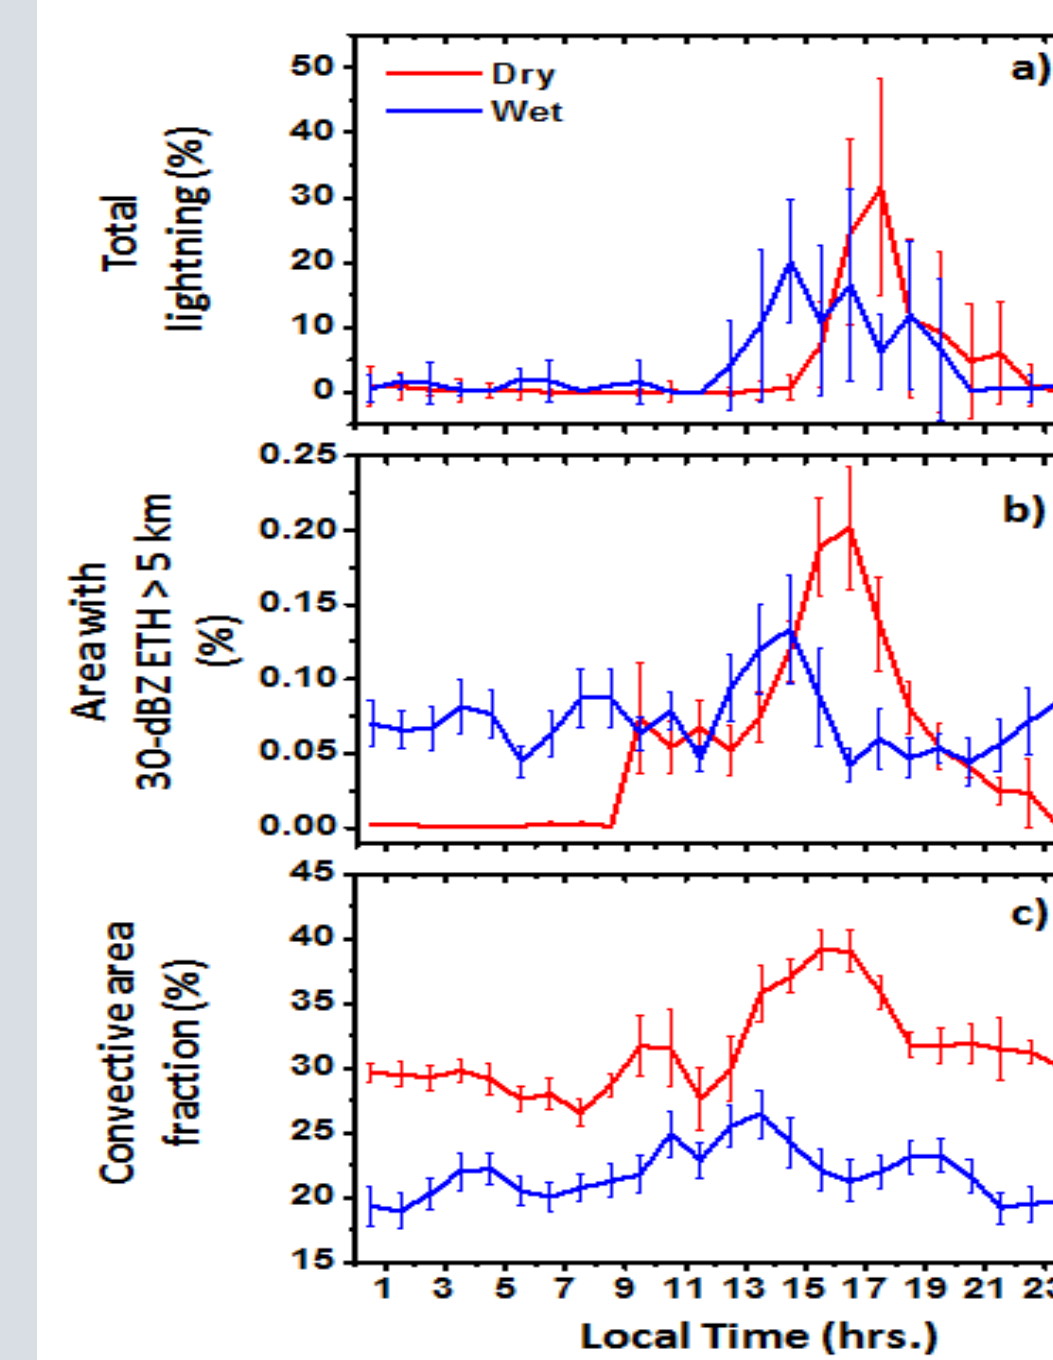 Total
lightning (%)
50
40
30
20
10
0
Dry
Wet
a)
Area with
30-dBZ ETH > 5 km
(%)
0.25
0.20
0.15
0.10
0.05
0.00
b)
Convective area
fraction (%)
45
40
35
30
25
20
15
c)
1 3 5 7 9 11 13 15 17 19 21 23
Local Time (hrs.)